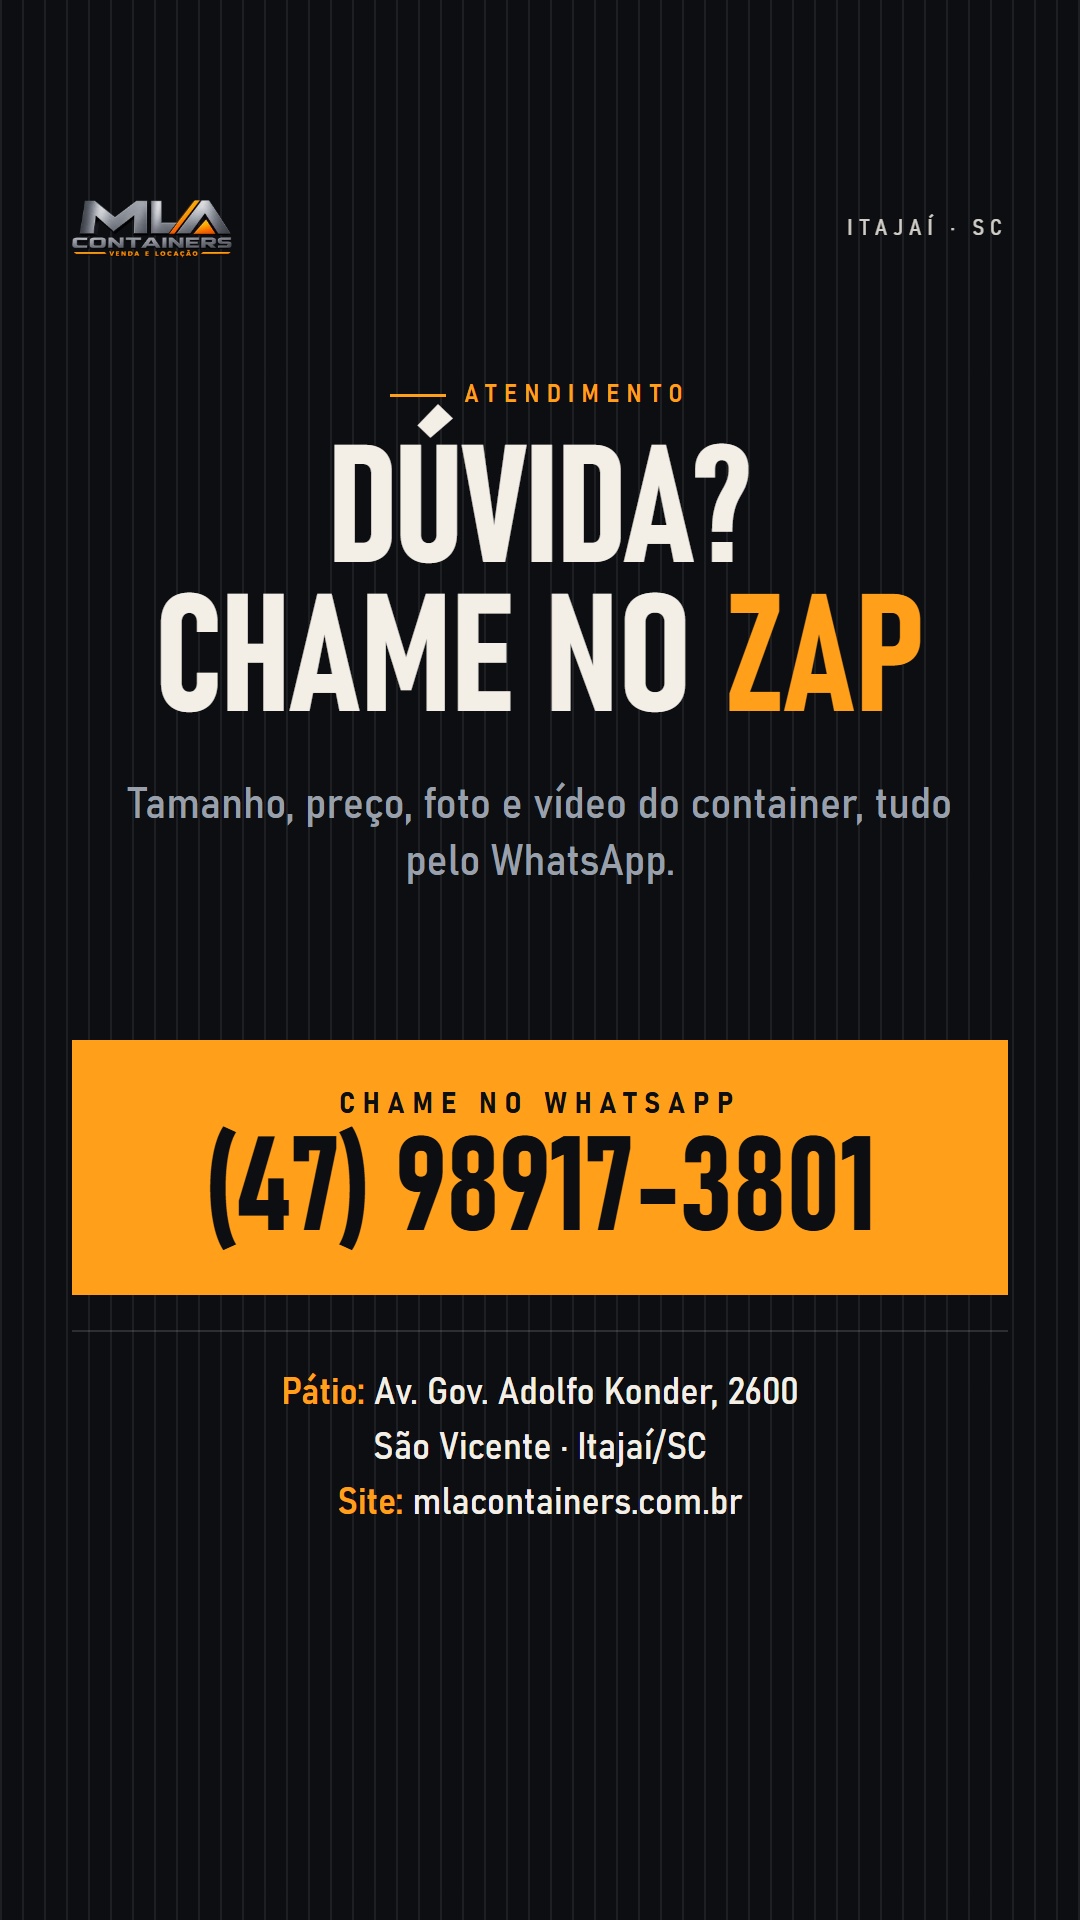 MLA
CONTAINERS
VENDA E LOCAÇÃO
ITAJAÍ · SC
ATENDIMENTO
DÚVIDA?
CHAME NO ZAP
Tamanho, preço, foto e vídeo do container, tudo
pelo WhatsApp.
CHAME NO WHATSAPP
(47) 98917-3801
Pátio: Av. Gov. Adolfo Konder, 2600
São Vicente · Itajaí/SC
Site: mlacontainers.com.br